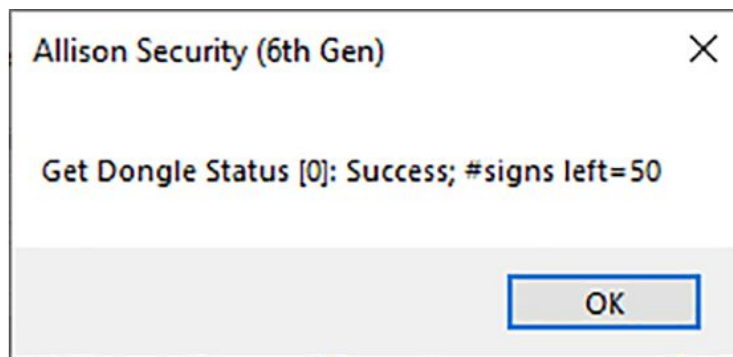 Allison Security (6th Gen)
Get Dongle Status [0]: Success; #signs left=50
OK